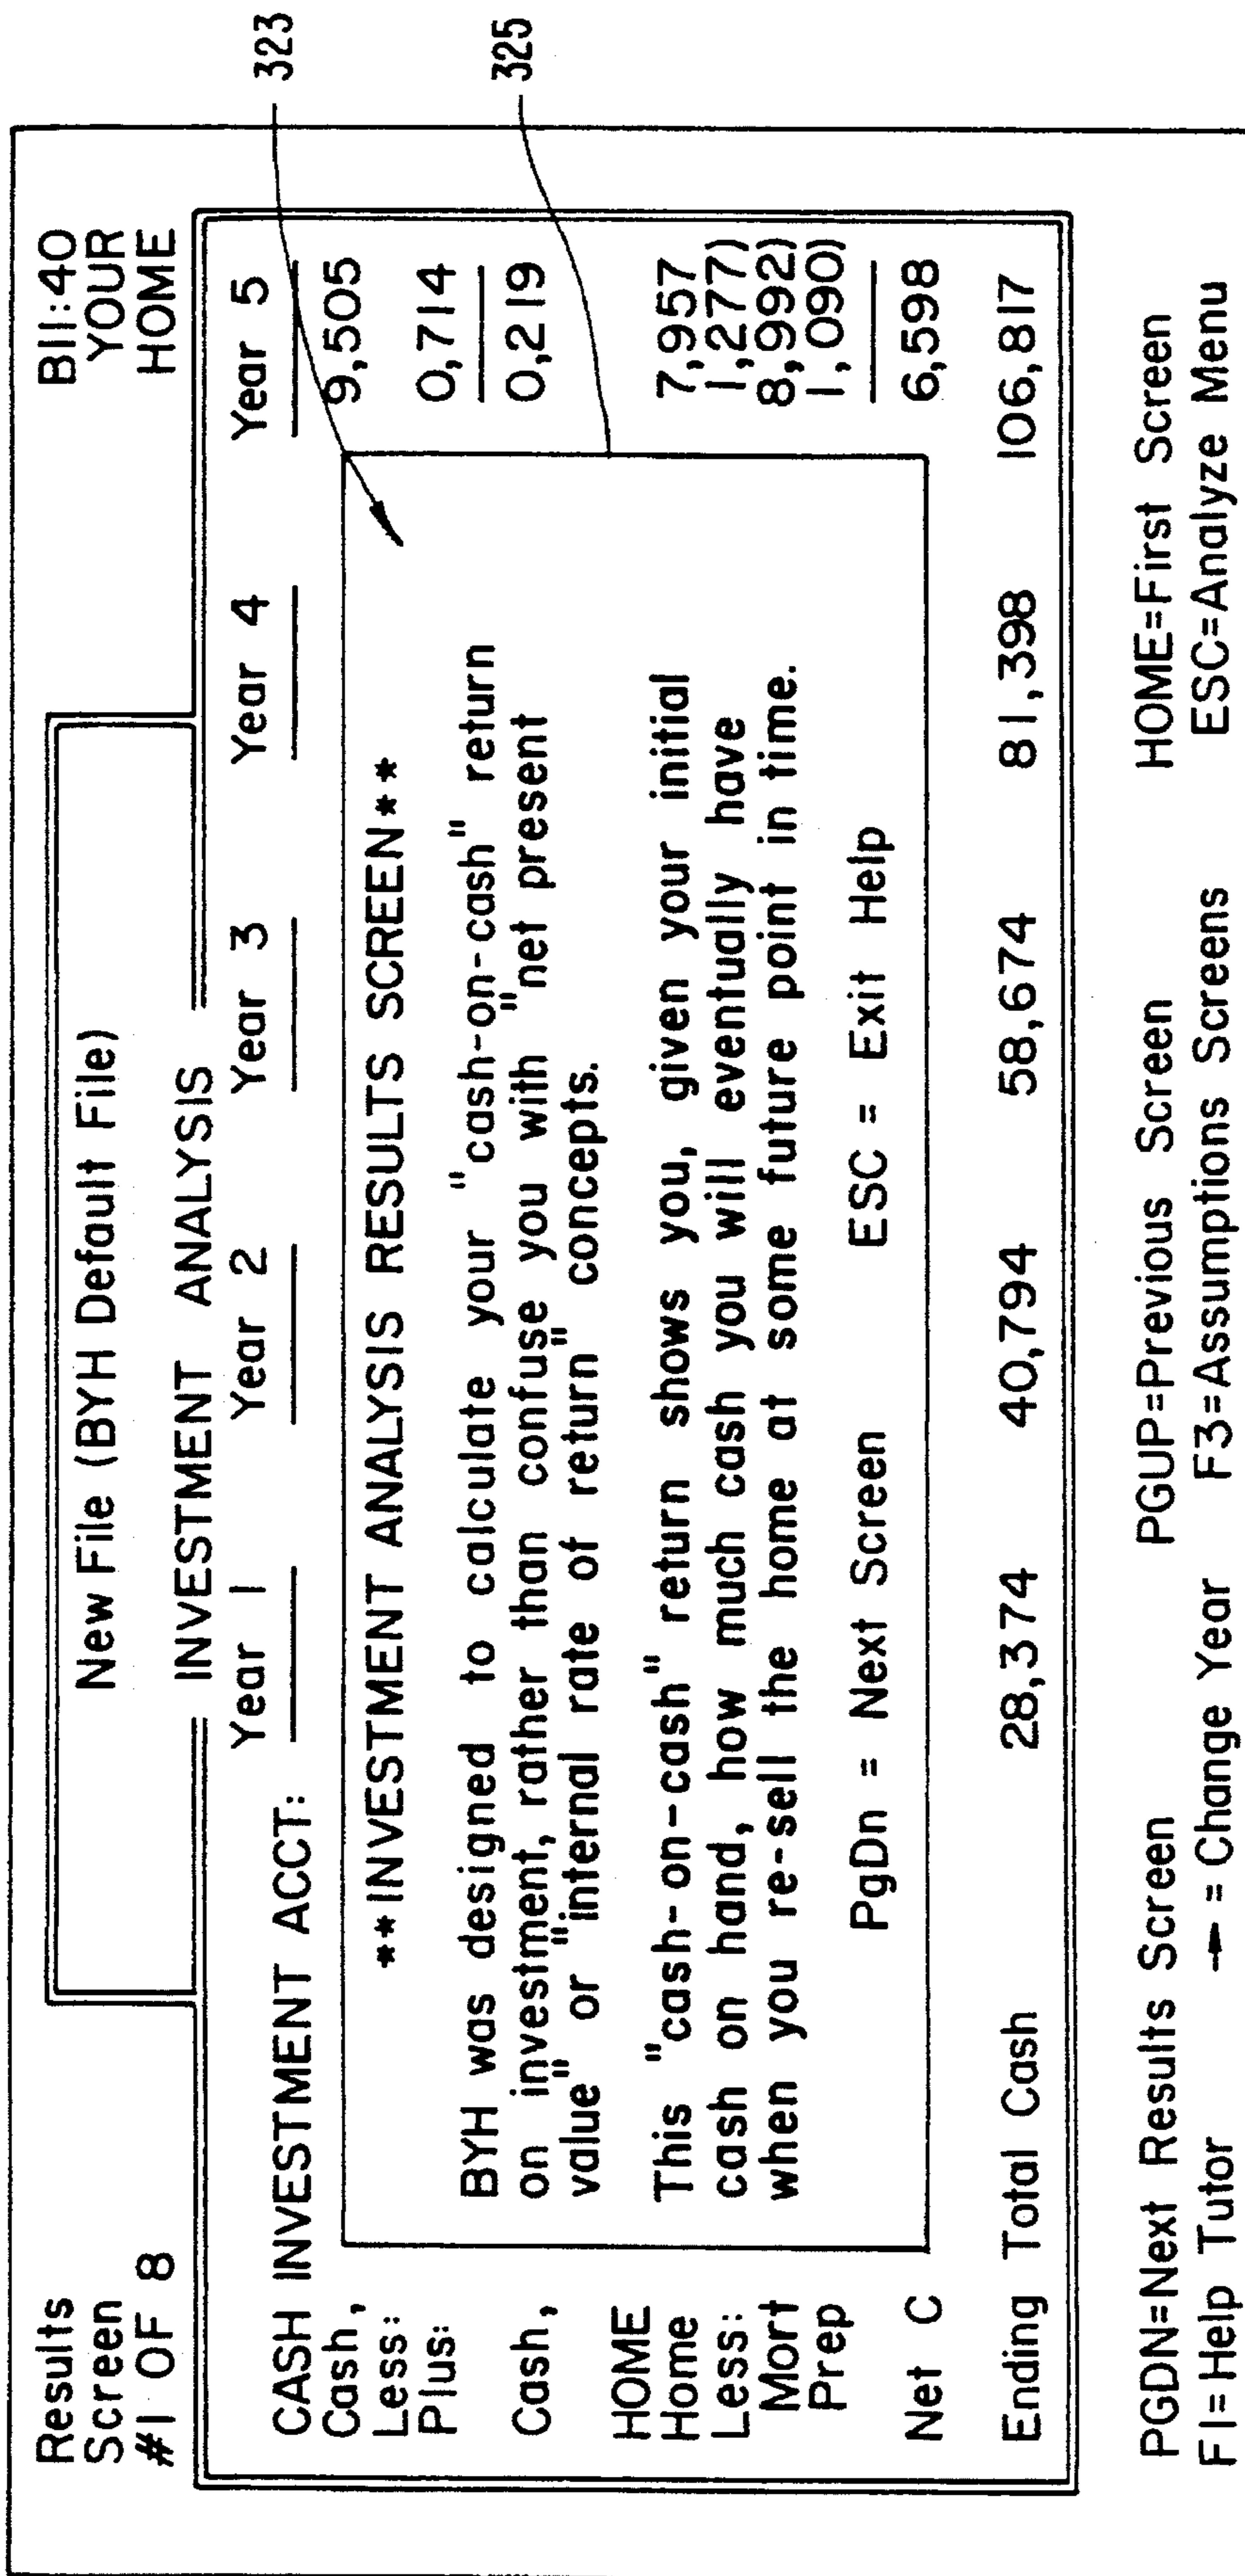 Results
Screen
#1 OF 8
New File (BYH Default File)
B11:40
YOUR
HOME
INVESTMENT ANALYSIS
CASH INVESTMENT ACCT:
Year 1 Year 2 Year 3 Year 4 Year 5
Cash, 9,505
Less:
Plus: 0,714
Cash, 0,219
HOME
Home 7,957
Less: 1,277)
Mort 8,992)
Prep 1,090)
Net C 6,598
**INVESTMENT ANALYSIS RESULTS SCREEN**
BYH was designed to calculate your "cash-on-cash" return
on investment, rather than confuse you with "net present
value" or "internal rate of return" concepts.
This "cash-on-cash" return shows you, given your initial
cash on hand, how much cash you will eventually have
when you re-sell the home at some future point in time.
PgDn = Next Screen ESC = Exit Help
Ending Total Cash 28,374 40,794 58,674 81,398 106,817
PGDN=Next Results Screen PGUP=Previous Screen HOME=First Screen
F1=Help Tutor → = Change Year F3=Assumptions Screens ESC=Analyze Menu
323
325